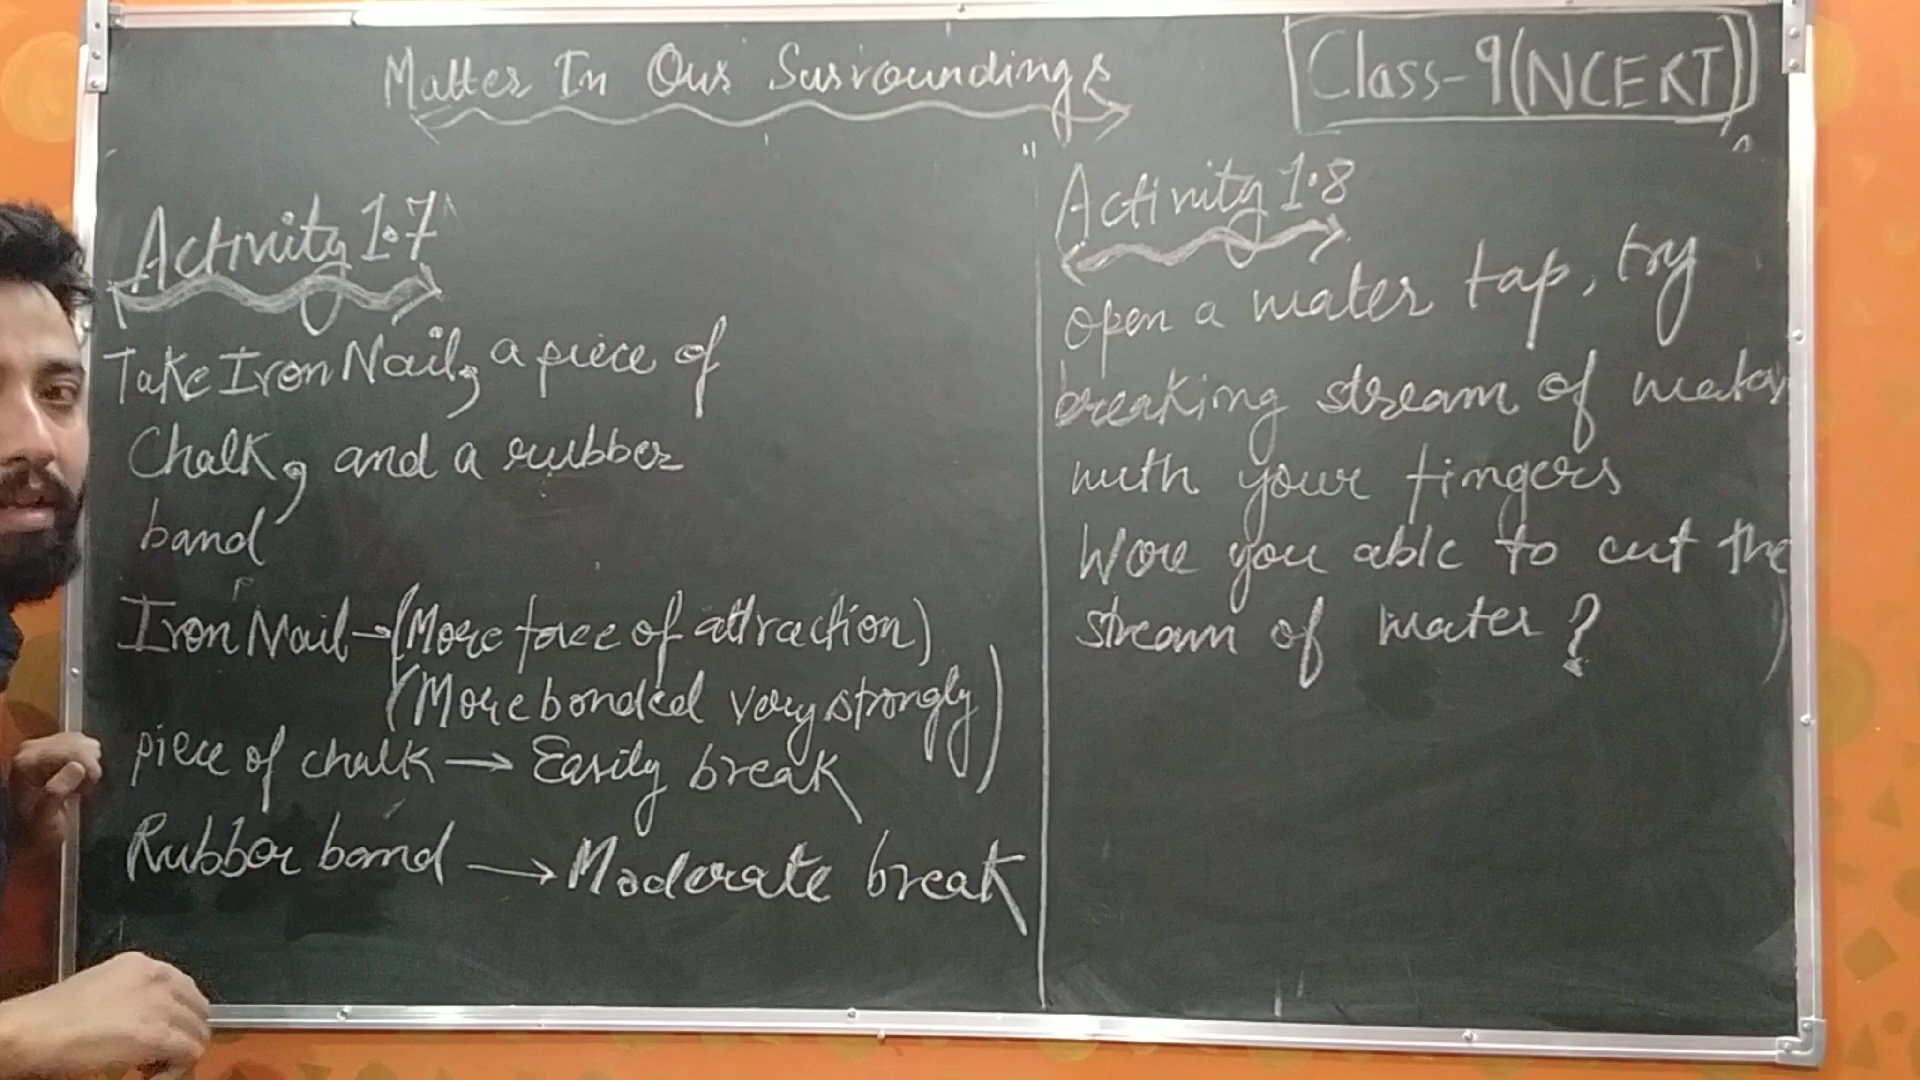 Matter In Our Surroundings
Class-9(NCERT)
Activity 1.7
Take Iron Nail, a piece of
Chalk, and a rubber
band
Iron Nail → (More force of attraction)
(More bonded very strongly)
piece of chalk → Easily break
Rubber band → Moderate break
Activity 1.8
open a water tap, try
breaking stream of water
with your fingers
Were you able to cut the
stream of water ?